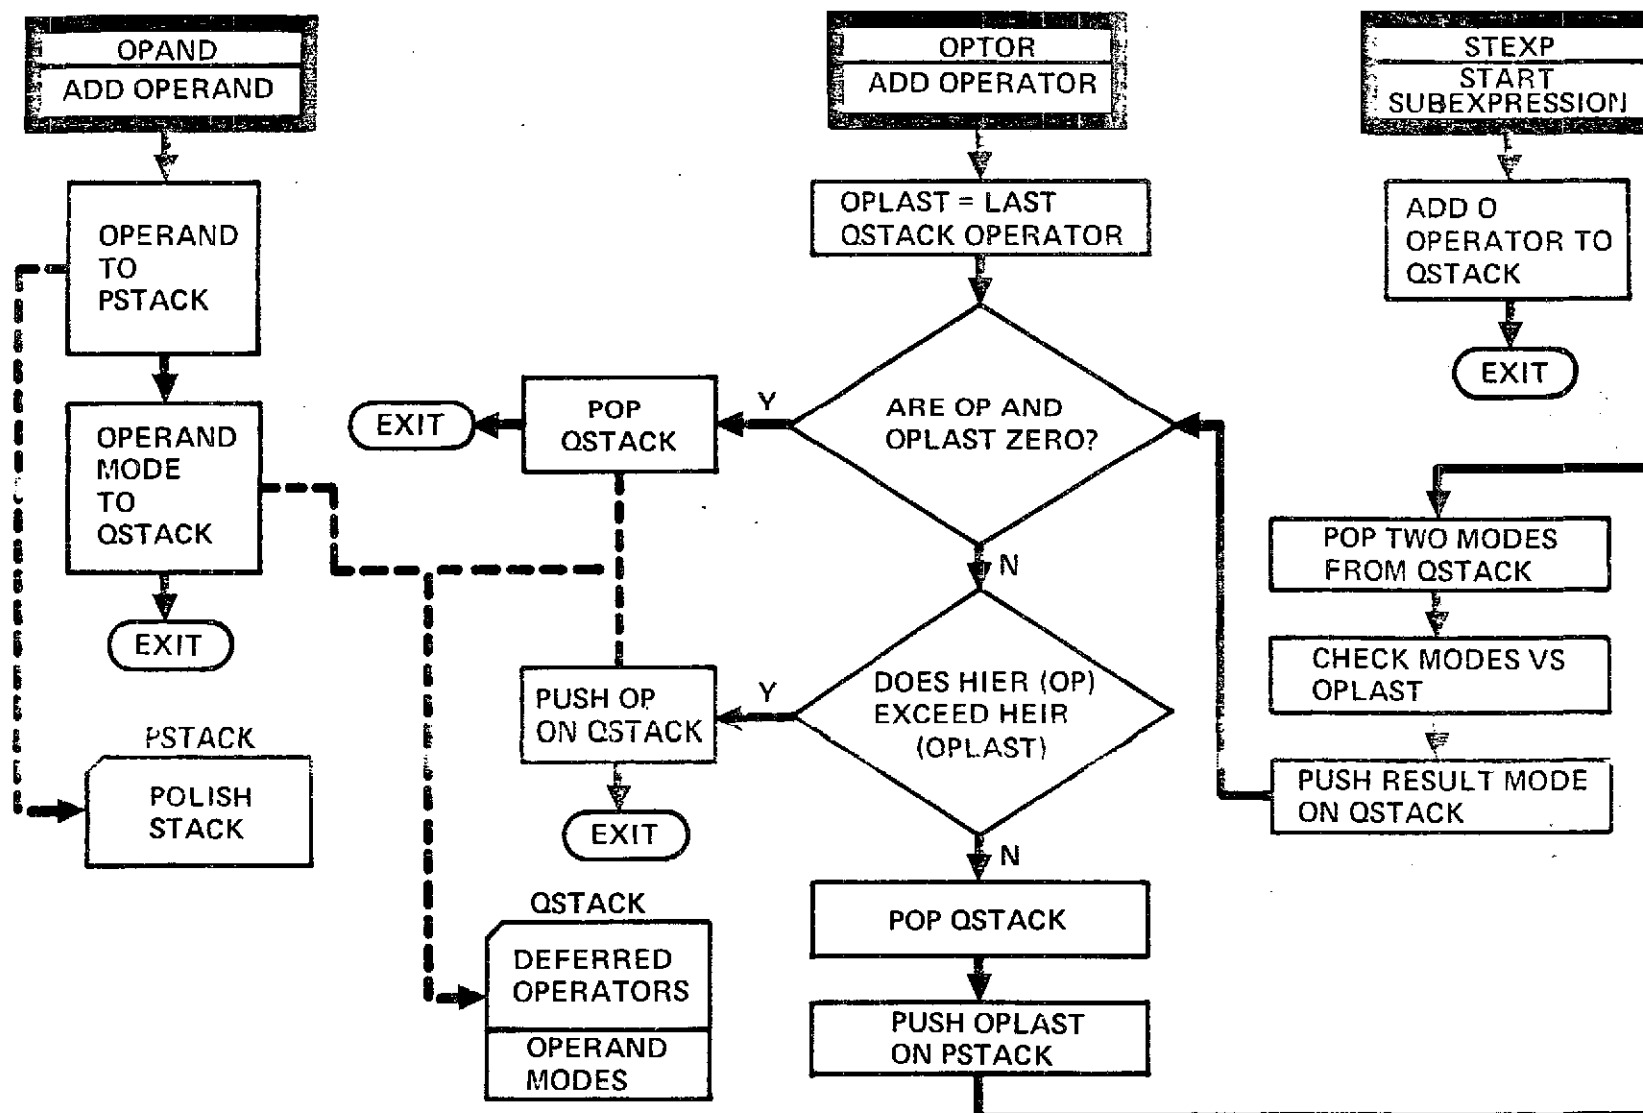 OPAND
ADD OPERAND
OPERAND
TO
PSTACK
OPERAND
MODE
TO
QSTACK
EXIT
PSTACK
POLISH
STACK
OPTOR
ADD OPERATOR
OPLAST = LAST
QSTACK OPERATOR
ARE OP AND
OPLAST ZERO?
Y
POP
QSTACK
EXIT
N
DOES HIER (OP)
EXCEED HEIR
(OPLAST)
Y
PUSH OP
ON QSTACK
EXIT
N
POP QSTACK
PUSH OPLAST
ON PSTACK
QSTACK
DEFERRED
OPERATORS
OPERAND
MODES
STEXP
START
SUBEXPRESSION
ADD O
OPERATOR TO
QSTACK
EXIT
POP TWO MODES
FROM QSTACK
CHECK MODES VS
OPLAST
PUSH RESULT MODE
ON QSTACK